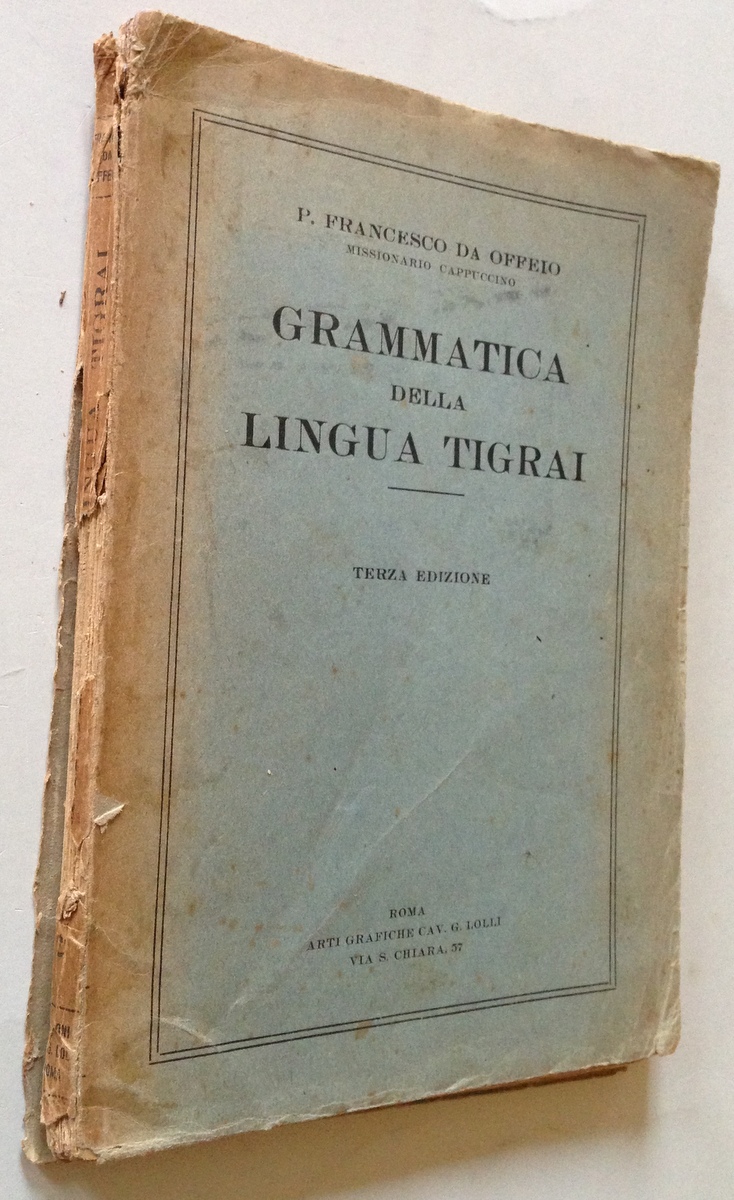 P. FRANCESCO DA OFFEIO
MISSIONARIO CAPPUCCINO
GRAMMATICA
DELLA
LINGUA TIGRAI
TERZA EDIZIONE
ROMA
ARTI GRAFICHE CAV. G. LOLLI
VIA S. CHIARA, 57
TIGRAI